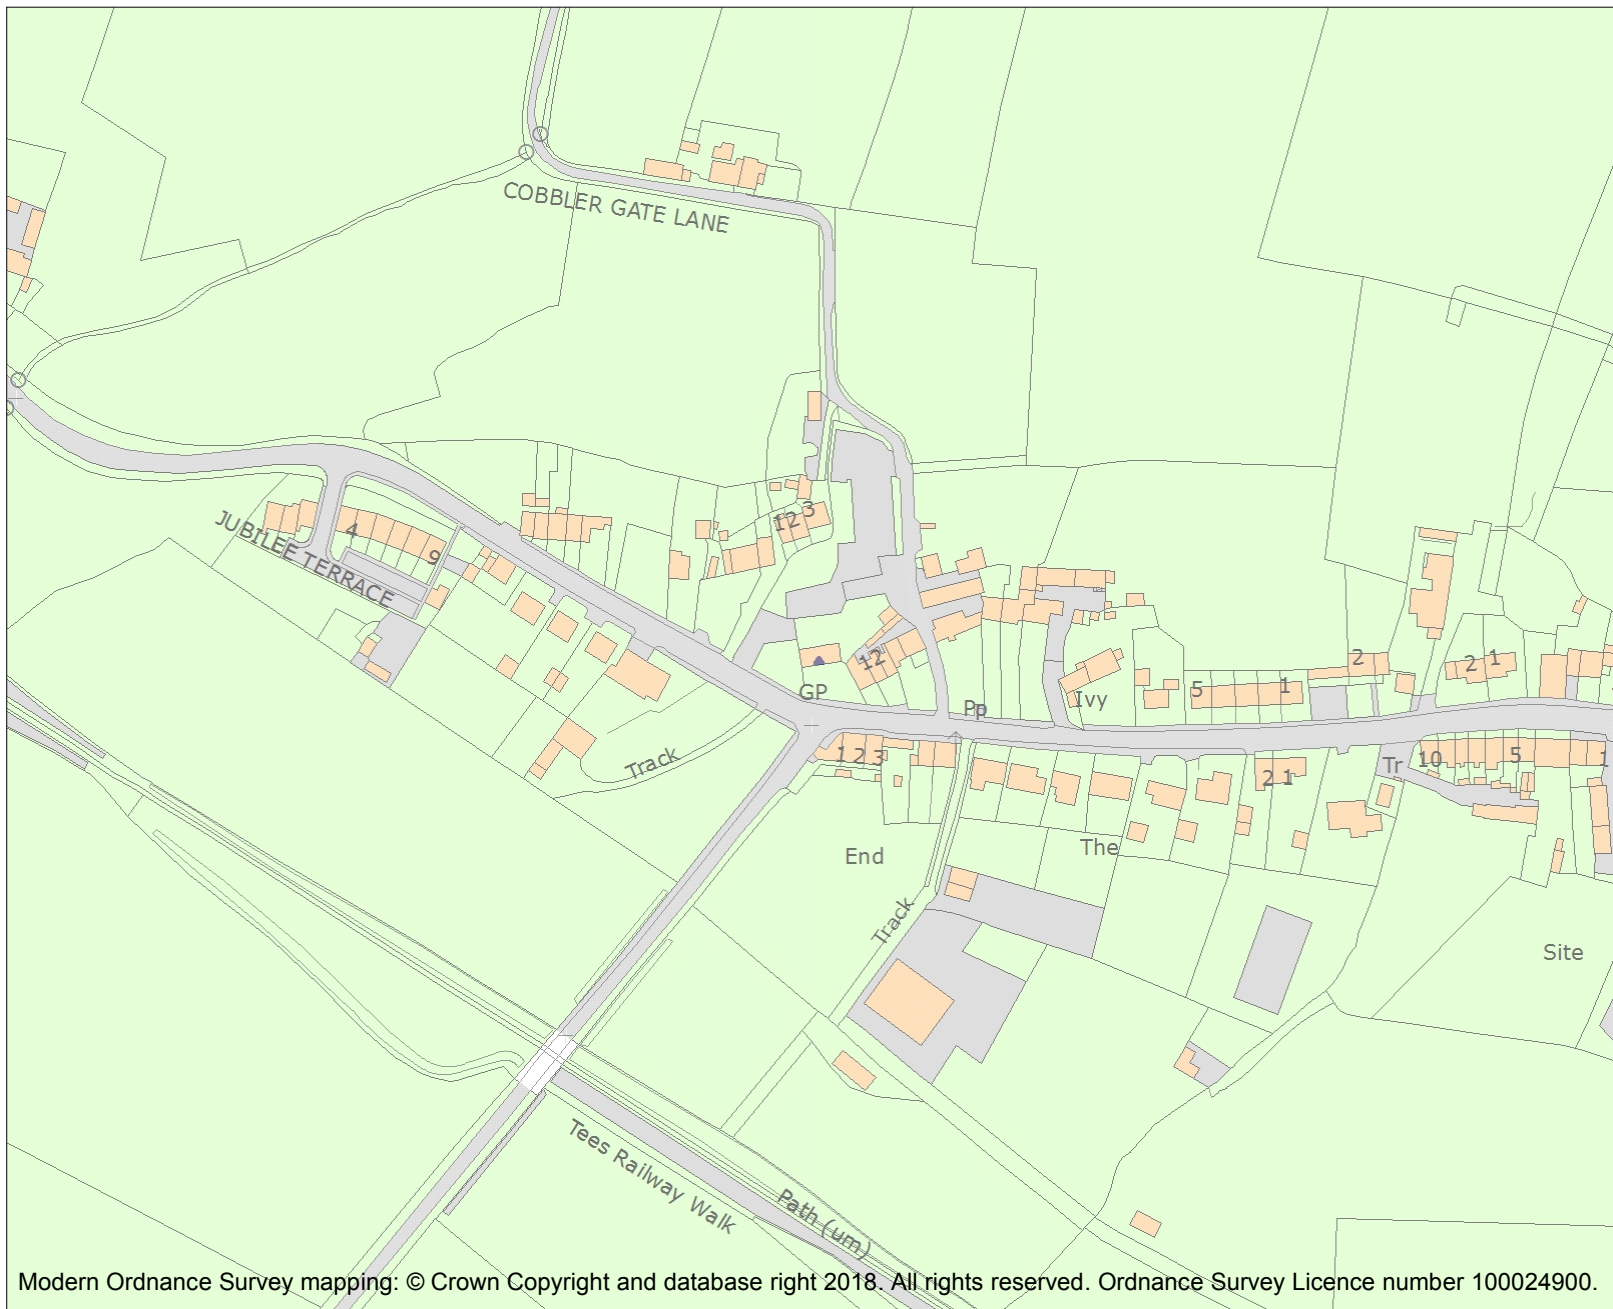 COBBLER GATE LANE
JUBILEE TERRACE
4
9
1 2 3
12
GP
Pp
Ivy
5
1
2
2 1
Track
1 2 3
Tr
10
5
1
2 1
The
End
Track
Site
Tees Railway Walk
Path (um)
Modern Ordnance Survey mapping: © Crown Copyright and database right 2018. All rights reserved. Ordnance Survey Licence number 100024900.